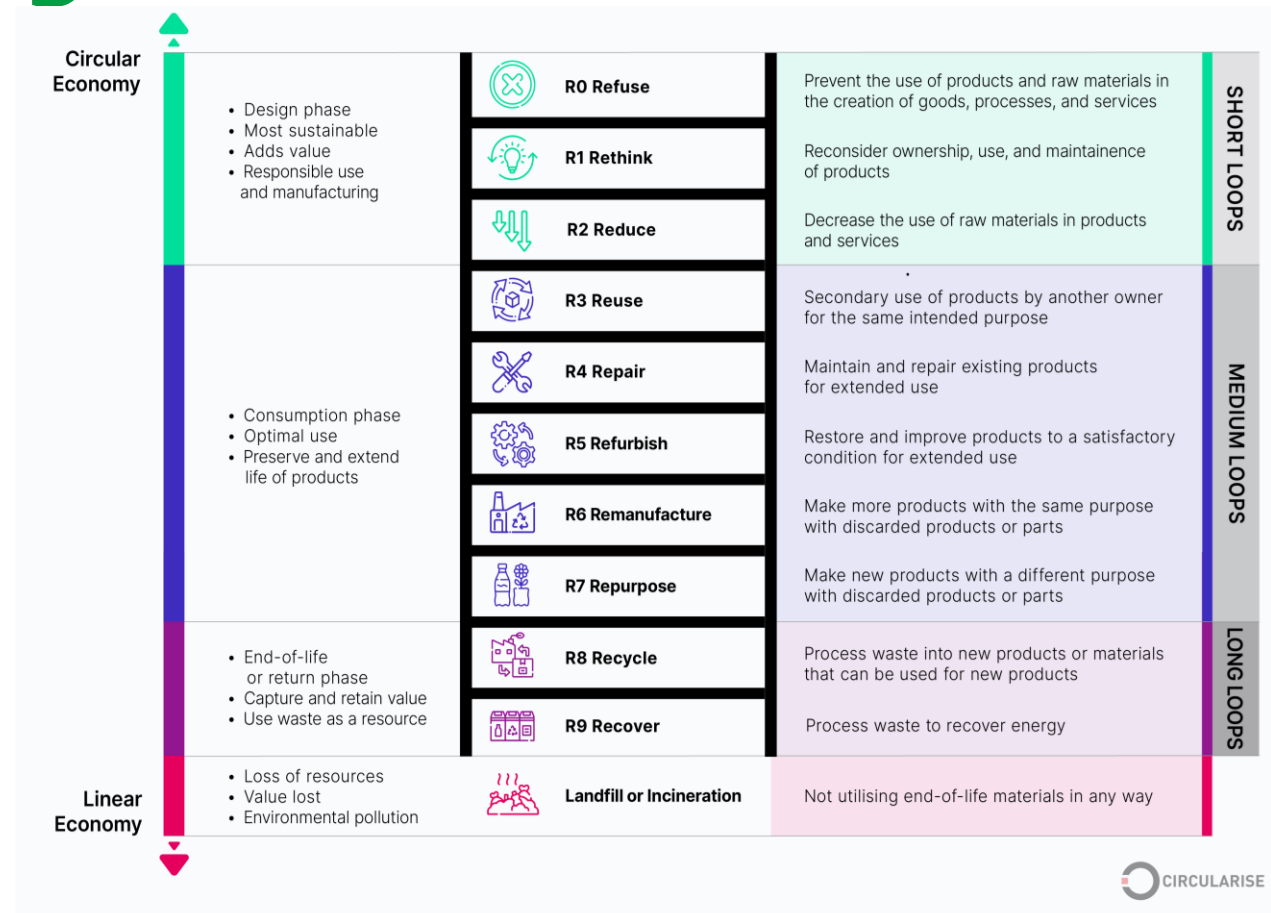 Circular
Economy
• Design phase
• Most sustainable
• Adds value
• Responsible use
and manufacturing
R0 Refuse
Prevent the use of products and raw materials in
the creation of goods, processes, and services
R1 Rethink
Reconsider ownership, use, and maintainence
of products
R2 Reduce
Decrease the use of raw materials in products
and services
SHORT LOOPS
• Consumption phase
• Optimal use
• Preserve and extend
life of products
R3 Reuse
Secondary use of products by another owner
for the same intended purpose
R4 Repair
Maintain and repair existing products
for extended use
R5 Refurbish
Restore and improve products to a satisfactory
condition for extended use
R6 Remanufacture
Make more products with the same purpose
with discarded products or parts
R7 Repurpose
Make new products with a different purpose
with discarded products or parts
MEDIUM LOOPS
• End-of-life
or return phase
• Capture and retain value
• Use waste as a resource
R8 Recycle
Process waste into new products or materials
that can be used for new products
R9 Recover
Process waste to recover energy
LONG LOOPS
Linear
Economy
• Loss of resources
• Value lost
• Environmental pollution
Landfill or Incineration
Not utilising end-of-life materials in any way
CIRCULARISE